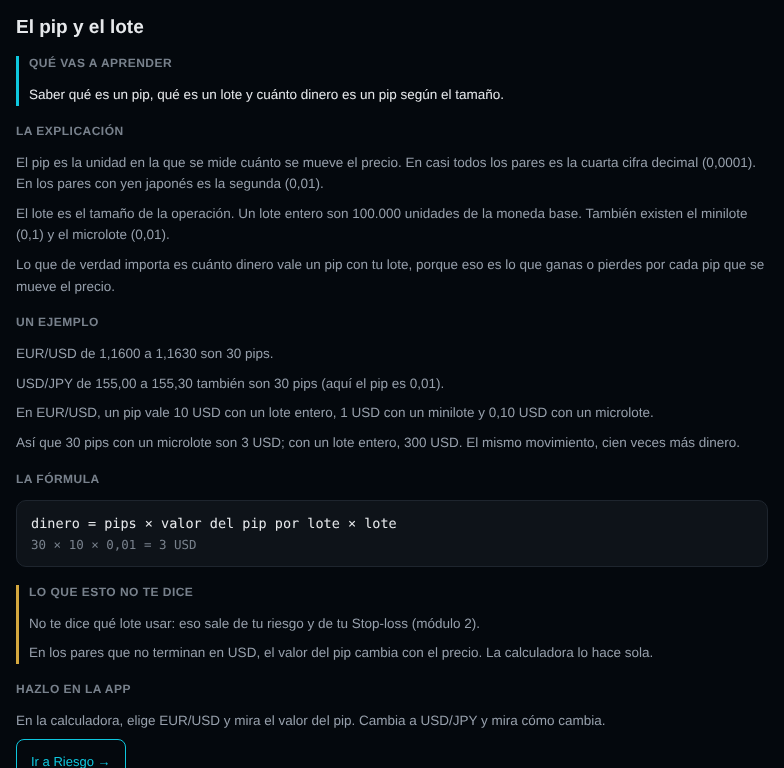 El pip y el lote
QUÉ VAS A APRENDER
Saber qué es un pip, qué es un lote y cuánto dinero es un pip según el tamaño.
LA EXPLICACIÓN
El pip es la unidad en la que se mide cuánto se mueve el precio. En casi todos los pares es la cuarta cifra decimal (0,0001).
En los pares con yen japonés es la segunda (0,01).
El lote es el tamaño de la operación. Un lote entero son 100.000 unidades de la moneda base. También existen el minilote
(0,1) y el microlote (0,01).
Lo que de verdad importa es cuánto dinero vale un pip con tu lote, porque eso es lo que ganas o pierdes por cada pip que se
mueve el precio.
UN EJEMPLO
EUR/USD de 1,1600 a 1,1630 son 30 pips.
USD/JPY de 155,00 a 155,30 también son 30 pips (aquí el pip es 0,01).
En EUR/USD, un pip vale 10 USD con un lote entero, 1 USD con un minilote y 0,10 USD con un microlote.
Así que 30 pips con un microlote son 3 USD; con un lote entero, 300 USD. El mismo movimiento, cien veces más dinero.
LA FÓRMULA
dinero = pips × valor del pip por lote × lote
30 × 10 × 0,01 = 3 USD
LO QUE ESTO NO TE DICE
No te dice qué lote usar: eso sale de tu riesgo y de tu Stop-loss (módulo 2).
En los pares que no terminan en USD, el valor del pip cambia con el precio. La calculadora lo hace sola.
HAZLO EN LA APP
En la calculadora, elige EUR/USD y mira el valor del pip. Cambia a USD/JPY y mira cómo cambia.
Ir a Riesgo →